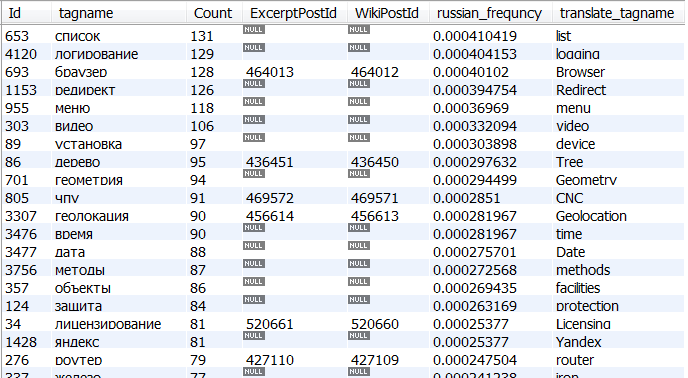 Id tagname Count ExcerptPostId WikiPostId russian_frequncy translate_tagname
653 список 131 NULL NULL 0.000410419 list
4120 логирование 129 NULL NULL 0.000404153 logging
693 браузер 128 464013 464012 0.00040102 Browser
1153 редирект 126 NULL NULL 0.000394754 Redirect
955 меню 118 NULL NULL 0.00036969 menu
303 видео 106 NULL NULL 0.000332094 video
89 установка 97 NULL NULL 0.000303898 device
86 дерево 95 436451 436450 0.000297632 Tree
701 геометрия 94 NULL NULL 0.000294499 Geometry
805 чпу 91 469572 469571 0.0002851 CNC
3307 геолокация 90 456614 456613 0.000281967 Geolocation
3476 время 90 NULL NULL 0.000281967 time
3477 дата 88 NULL NULL 0.000275701 Date
3756 методы 87 NULL NULL 0.000272568 methods
357 объекты 86 NULL NULL 0.000269435 facilities
124 защита 84 NULL NULL 0.000263169 protection
34 лицензирование 81 520661 520660 0.00025377 Licensing
1428 яндекс 81 NULL NULL 0.00025377 Yandex
276 роутер 79 427110 427109 0.000247504 router
337 железо 77 NULL NULL 0.000241238 iron